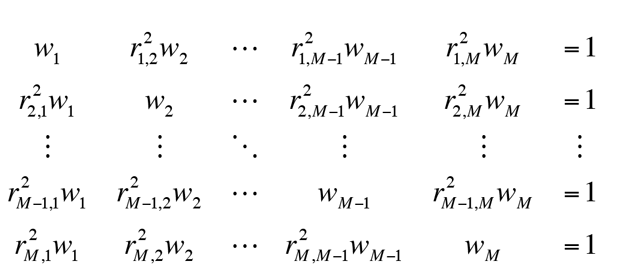 w₁ r²₁,₂w₂ ⋯ r²₁,M−₁wM−₁ r²₁,MwM = 1
r²₂,₁w₁ w₂ ⋯ r²₂,M−₁wM−₁ r²₂,MwM = 1
⋮ ⋮ ⋱ ⋮ ⋮ ⋮
r²M−₁,₁w₁ r²M−₁,₂w₂ ⋯ wM−₁ r²M−₁,MwM = 1
r²M,₁w₁ r²M,₂w₂ ⋯ r²M,M−₁wM−₁ wM = 1